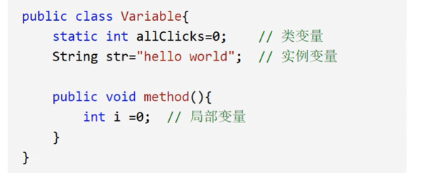 public class Variable{
    static int allClicks=0;    // 类变量
    String str="hello world";  // 实例变量

    public void method(){
        int i =0;  // 局部变量
    }
}